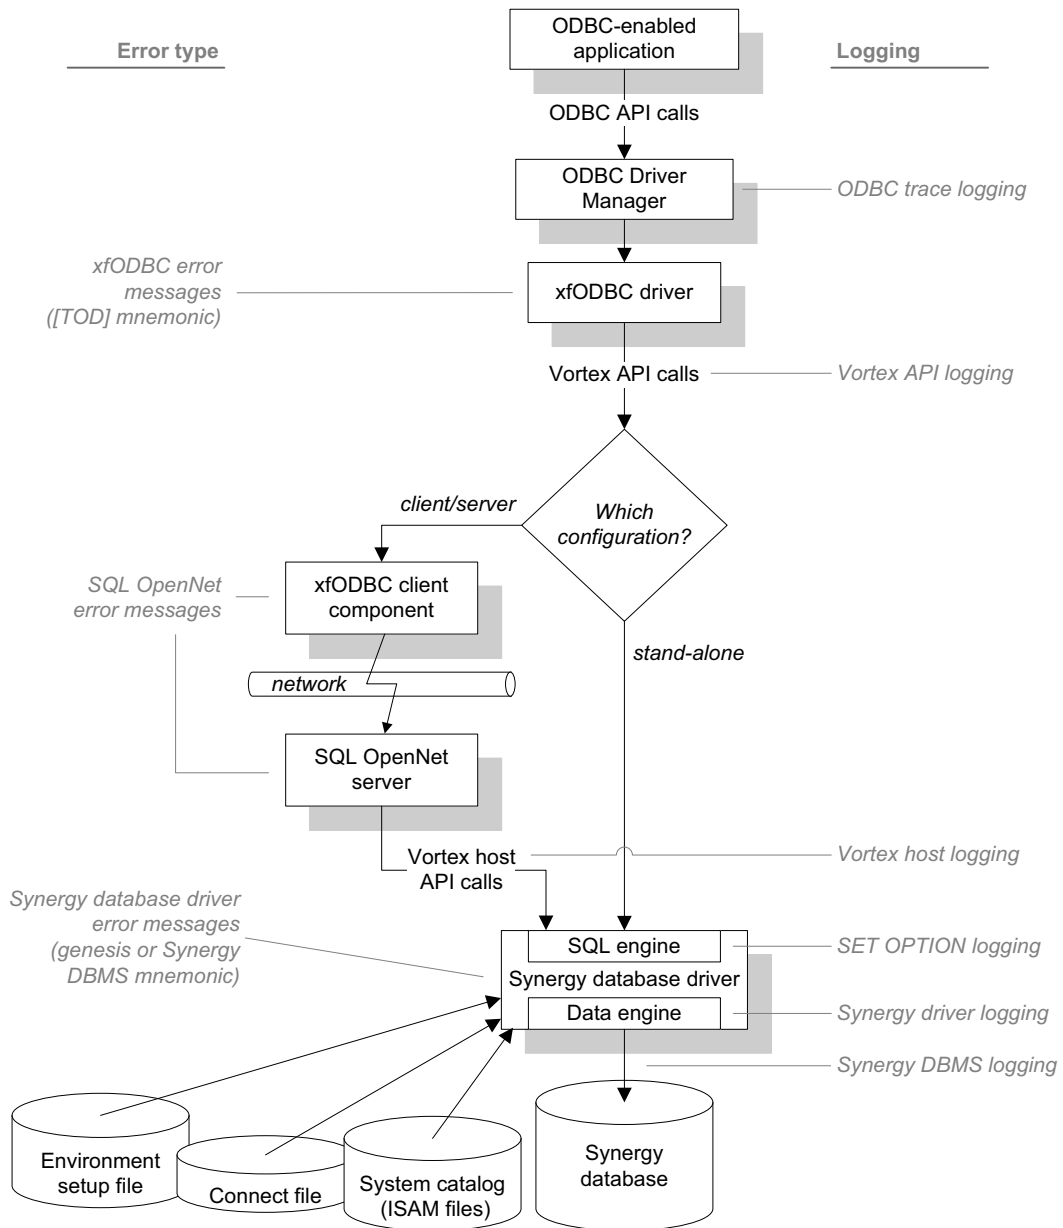 ODBC-enabled
application
Error type
Logging
ODBC API calls
ODBC Driver
Manager
ODBC trace logging
xfODBC error
messages
([TOD] mnemonic)
xfODBC driver
Vortex API calls
Vortex API logging
client/server
Which
configuration?
SQL OpenNet
error messages
xfODBC client
component
stand-alone
network
SQL OpenNet
server
Vortex host
API calls
Vortex host logging
Synergy database driver
error messages
(genesis or Synergy
DBMS mnemonic)
SQL engine
SET OPTION logging
Synergy database driver
Data engine
Synergy driver logging
Synergy DBMS logging
Environment
setup file
Connect file
System catalog
(ISAM files)
Synergy
database